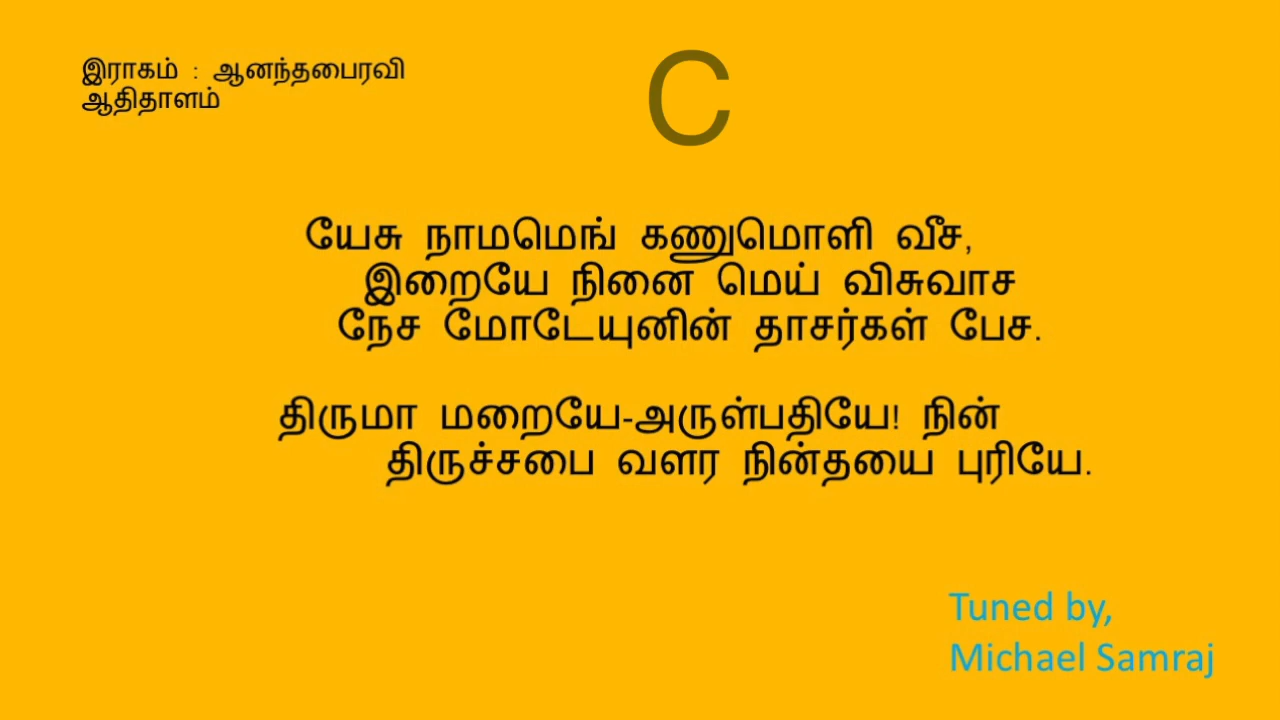 இராகம் : ஆனந்தபைரவி
ஆதிதாளம்
C
யேசு நாமமெங் கணுமொளி வீச,
இறையே நினை மெய் விசுவாச
நேச மோடேயுனின் தாசர்கள் பேச.
திருமா மறையே-அருள்பதியே! நின்
திருச்சபை வளர நின்தயை புரியே.
Tuned by,
Michael Samraj